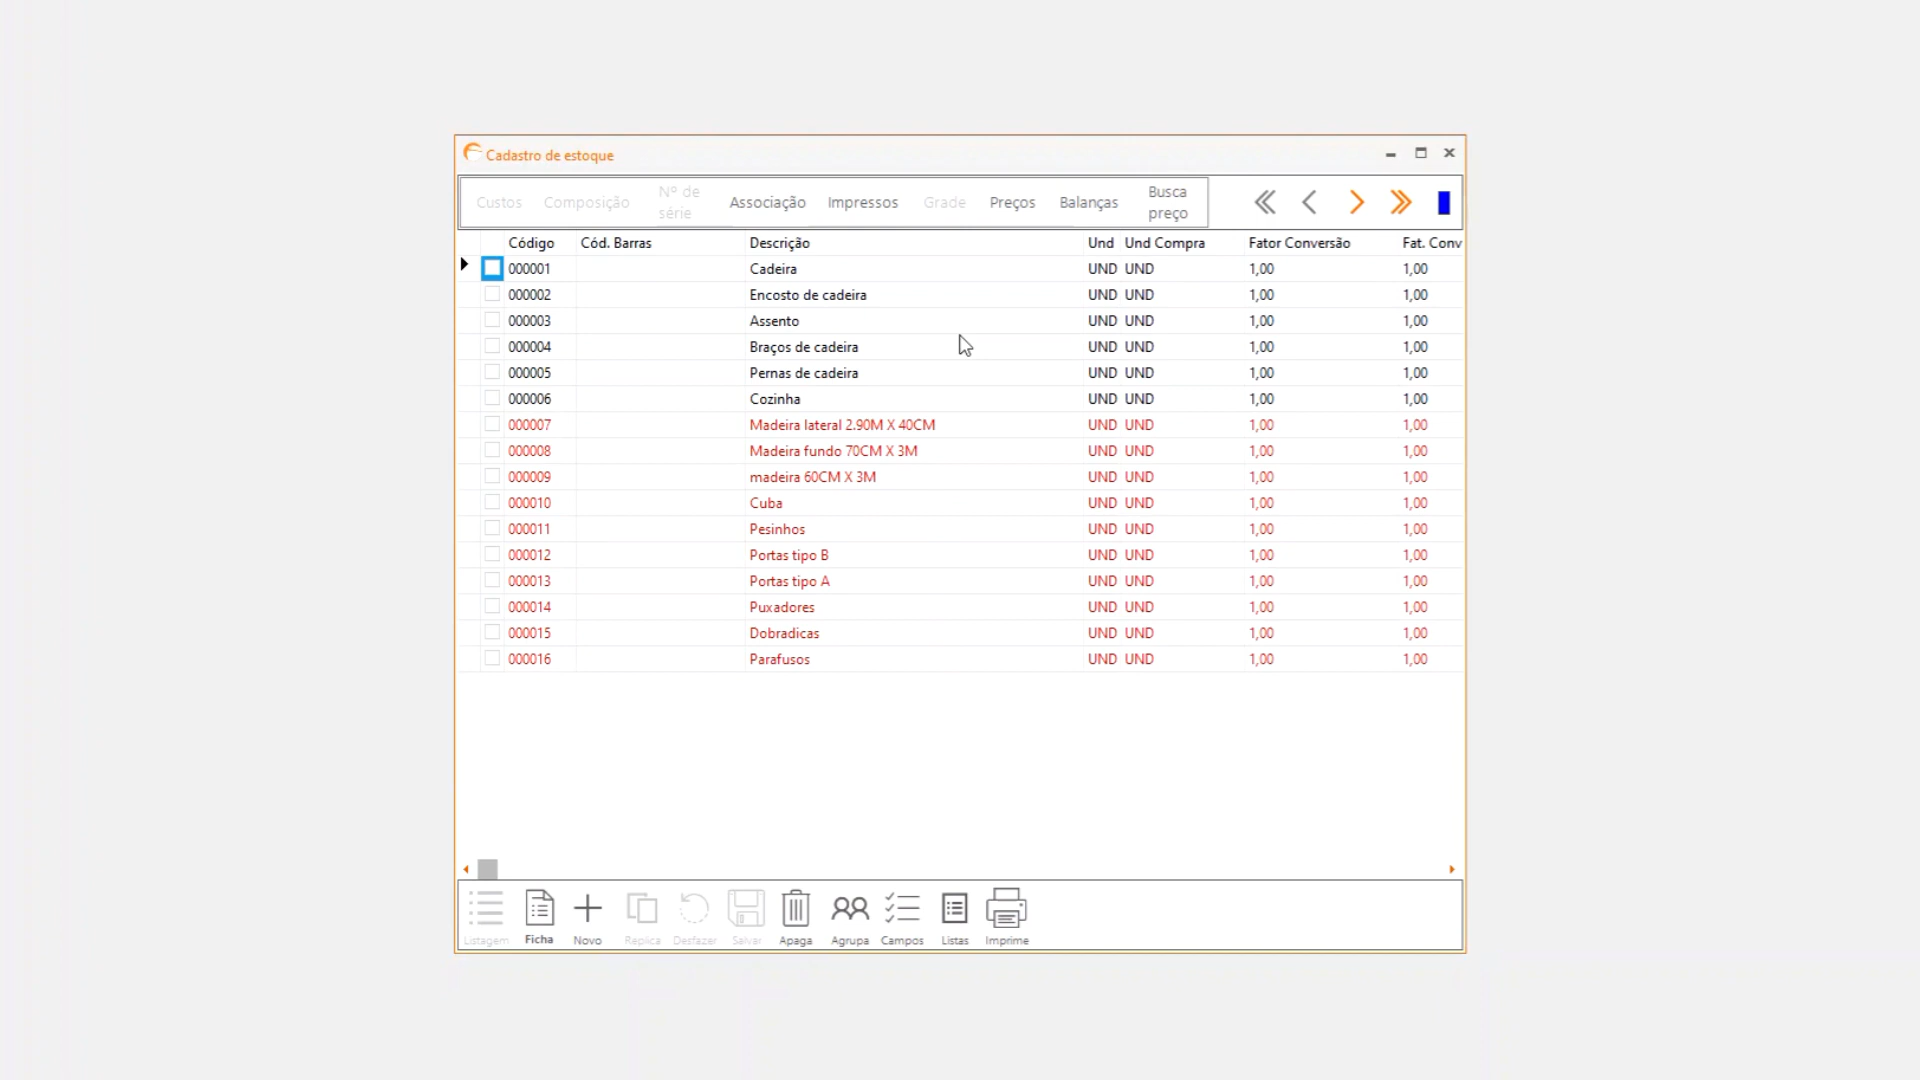 Cadastro de estoque
Custos Composição Nº de série Associação Impressos Grade Preços Balanças Busca preço
Código Cód. Barras Descrição Und Und Compra Fator Conversão Fat. Conv
000001 Cadeira UND UND 1,00 1,00
000002 Encosto de cadeira UND UND 1,00 1,00
000003 Assento UND UND 1,00 1,00
000004 Braços de cadeira UND UND 1,00 1,00
000005 Pernas de cadeira UND UND 1,00 1,00
000006 Cozinha UND UND 1,00 1,00
000007 Madeira lateral 2.90M X 40CM UND UND 1,00 1,00
000008 Madeira fundo 70CM X 3M UND UND 1,00 1,00
000009 madeira 60CM X 3M UND UND 1,00 1,00
000010 Cuba UND UND 1,00 1,00
000011 Pesinhos UND UND 1,00 1,00
000012 Portas tipo B UND UND 1,00 1,00
000013 Portas tipo A UND UND 1,00 1,00
000014 Puxadores UND UND 1,00 1,00
000015 Dobradicas UND UND 1,00 1,00
000016 Parafusos UND UND 1,00 1,00
Listagem Ficha Novo Replica Desfazer Salvar Apaga Agrupa Campos Listas Imprime